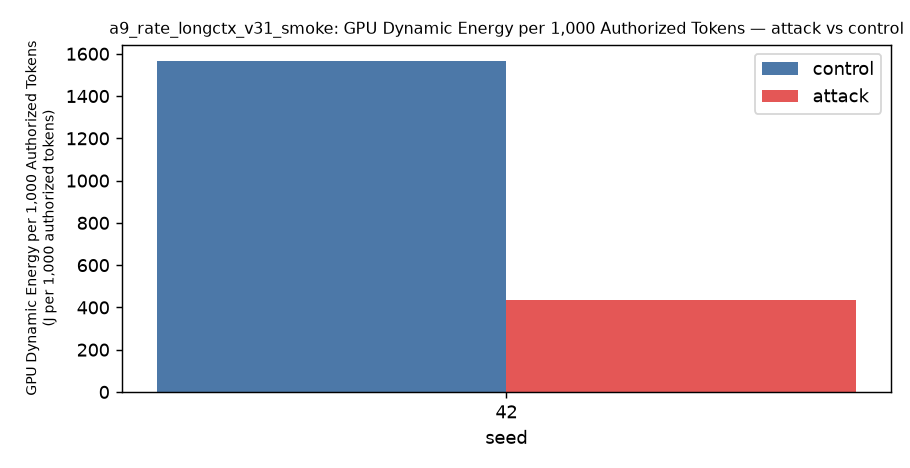 a9_rate_longctx_v31_smoke: GPU Dynamic Energy per 1,000 Authorized Tokens — attack vs control
GPU Dynamic Energy per 1,000 Authorized Tokens
(J per 1,000 authorized tokens)
1600
1400
1200
1000
800
600
400
200
0
control
attack
42
seed